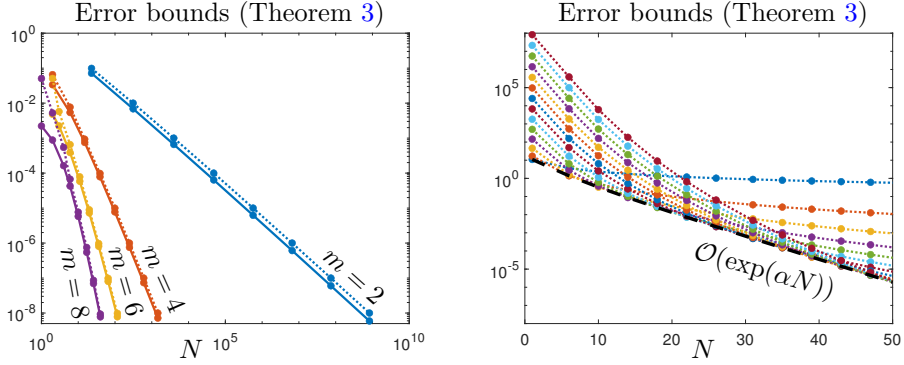 Error bounds (Theorem 3)
10^0
10^-2
10^-4
10^-6
10^-8
m = 8
m = 6
m = 4
m = 2
10^0
10^5
10^10
N
Error bounds (Theorem 3)
10^5
10^0
10^-5
O(exp(αN))
0
10
20
30
40
50
N